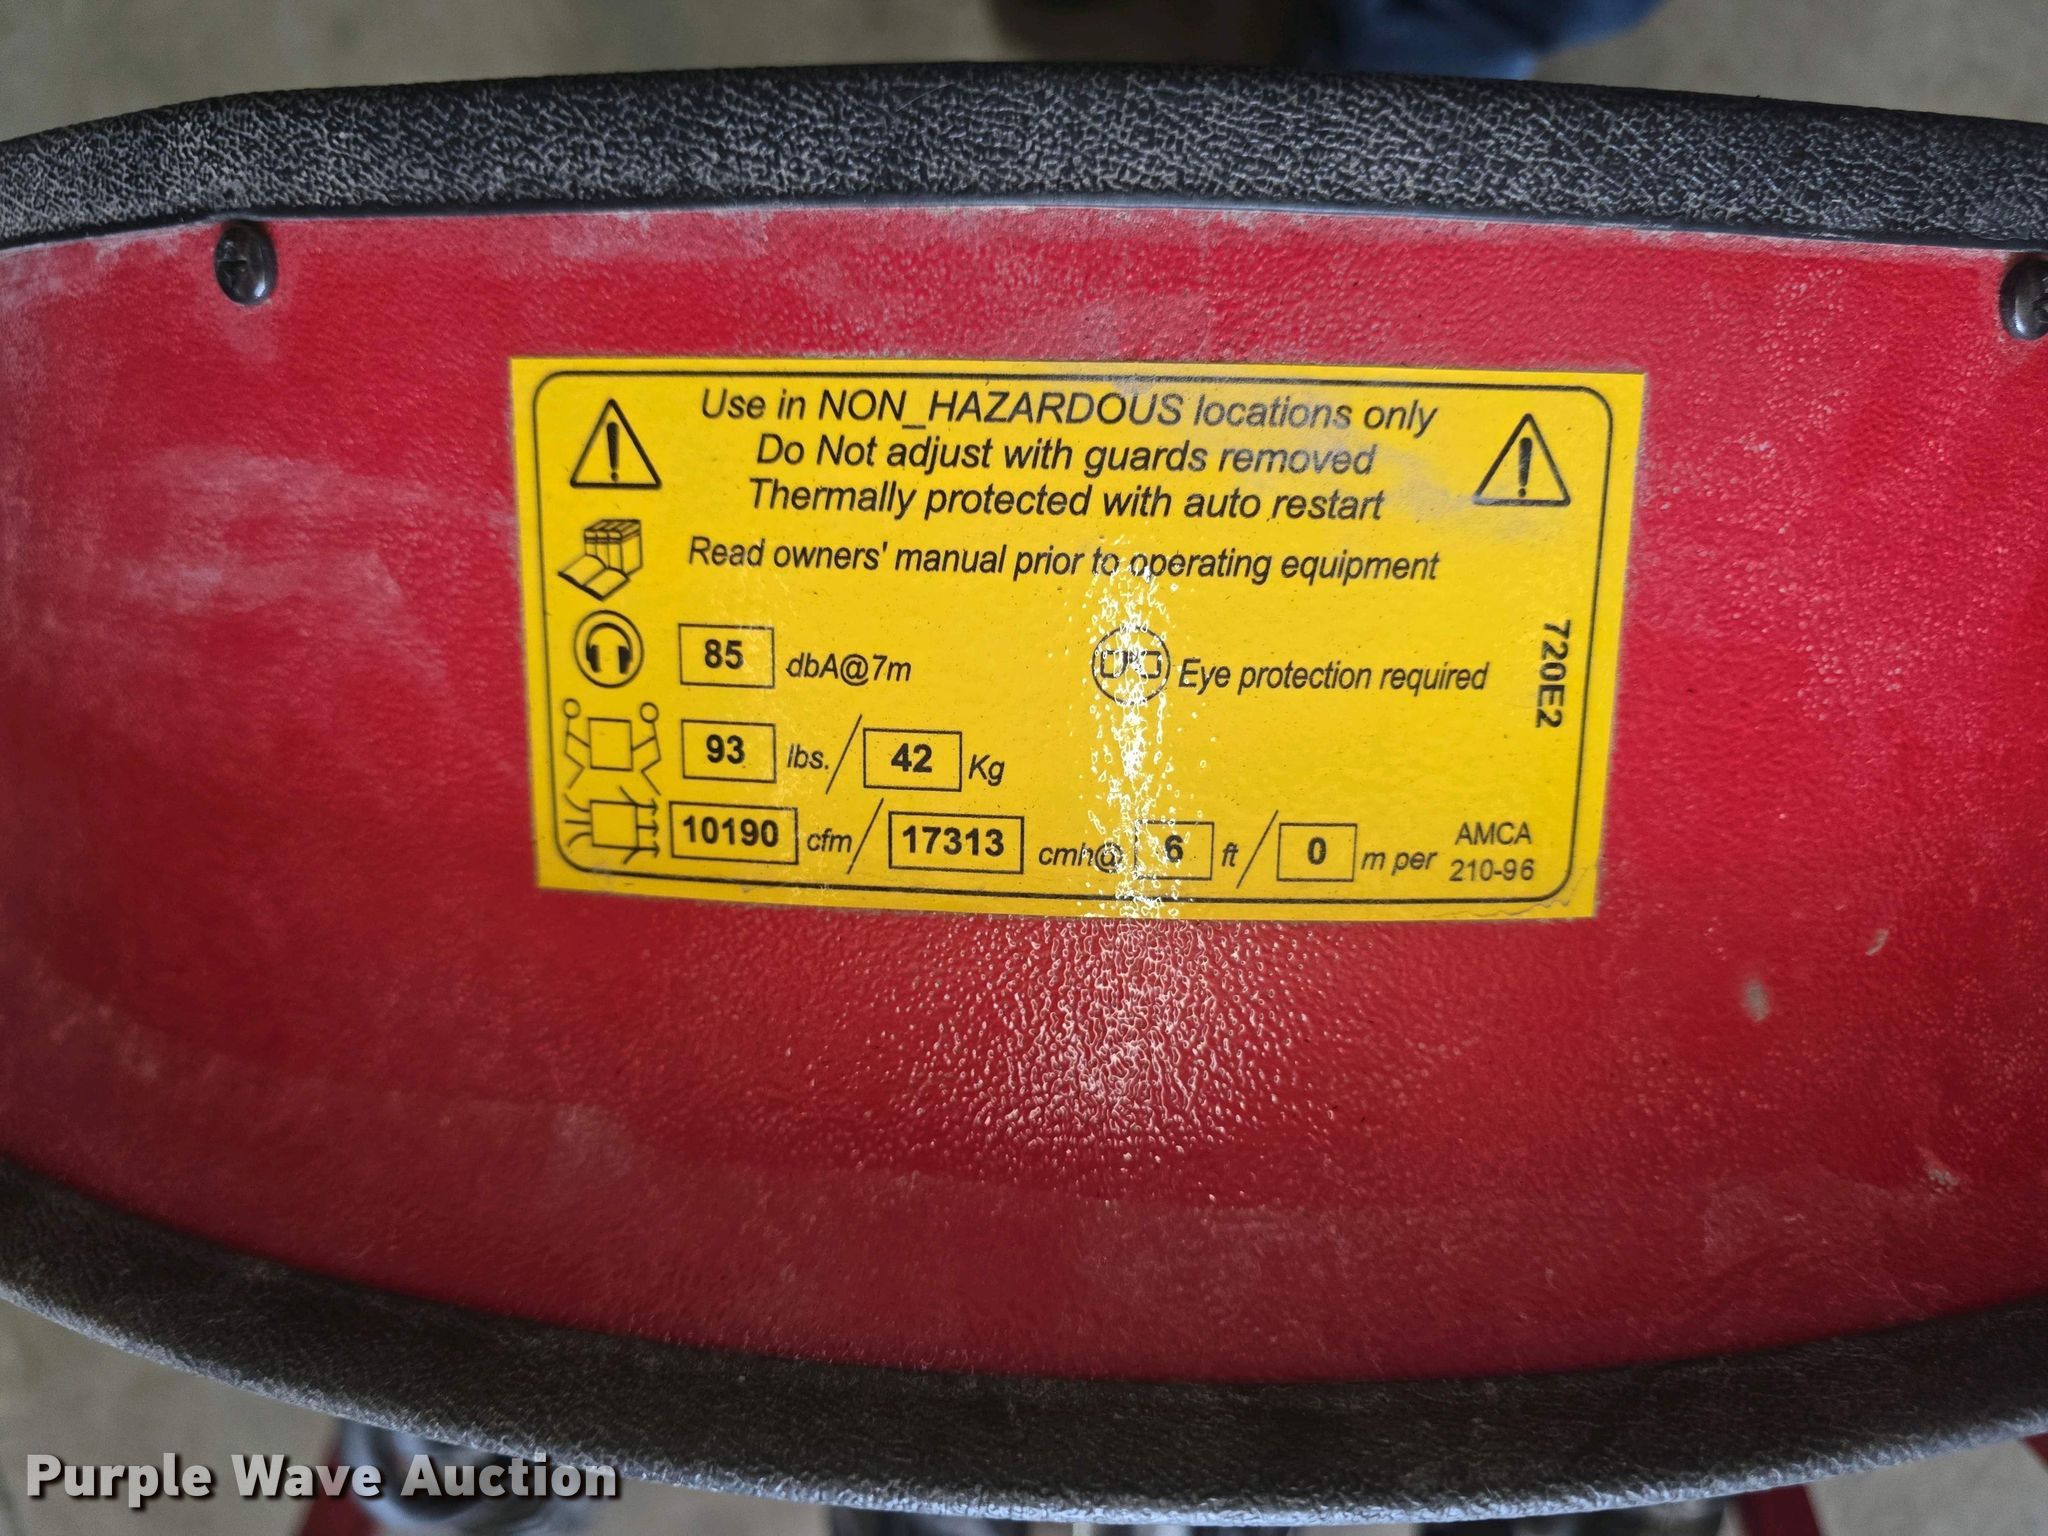 Use in NON_HAZARDOUS locations only
Do Not adjust with guards removed
Thermally protected with auto restart
Read owners' manual prior to operating equipment
85 dbA@7m Eye protection required
93 lbs./ 42 Kg
10190 cfm/ 17313 cmh@ 6 ft/ 0 m per AMCA 210-96
720E2
Purple Wave Auction